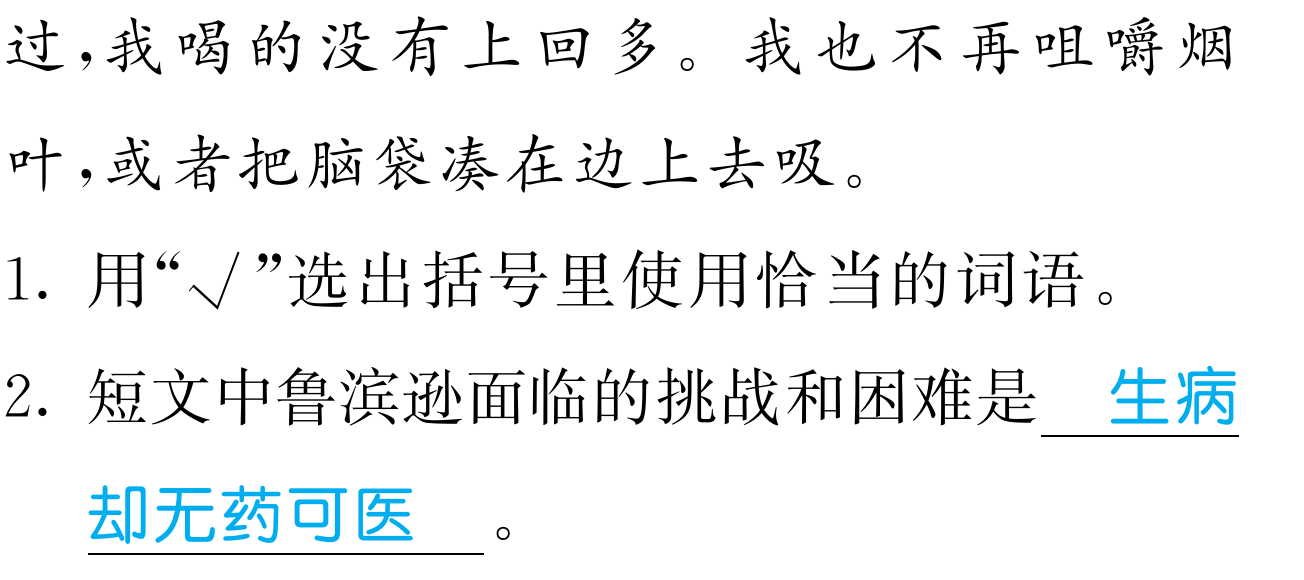 过,我喝的没有上回多。我也不再咀嚼烟
叶,或者把脑袋凑在边上去吸。
1. 用“√”选出括号里使用恰当的词语。
2. 短文中鲁滨逊面临的挑战和困难是 生病
却无药可医 。